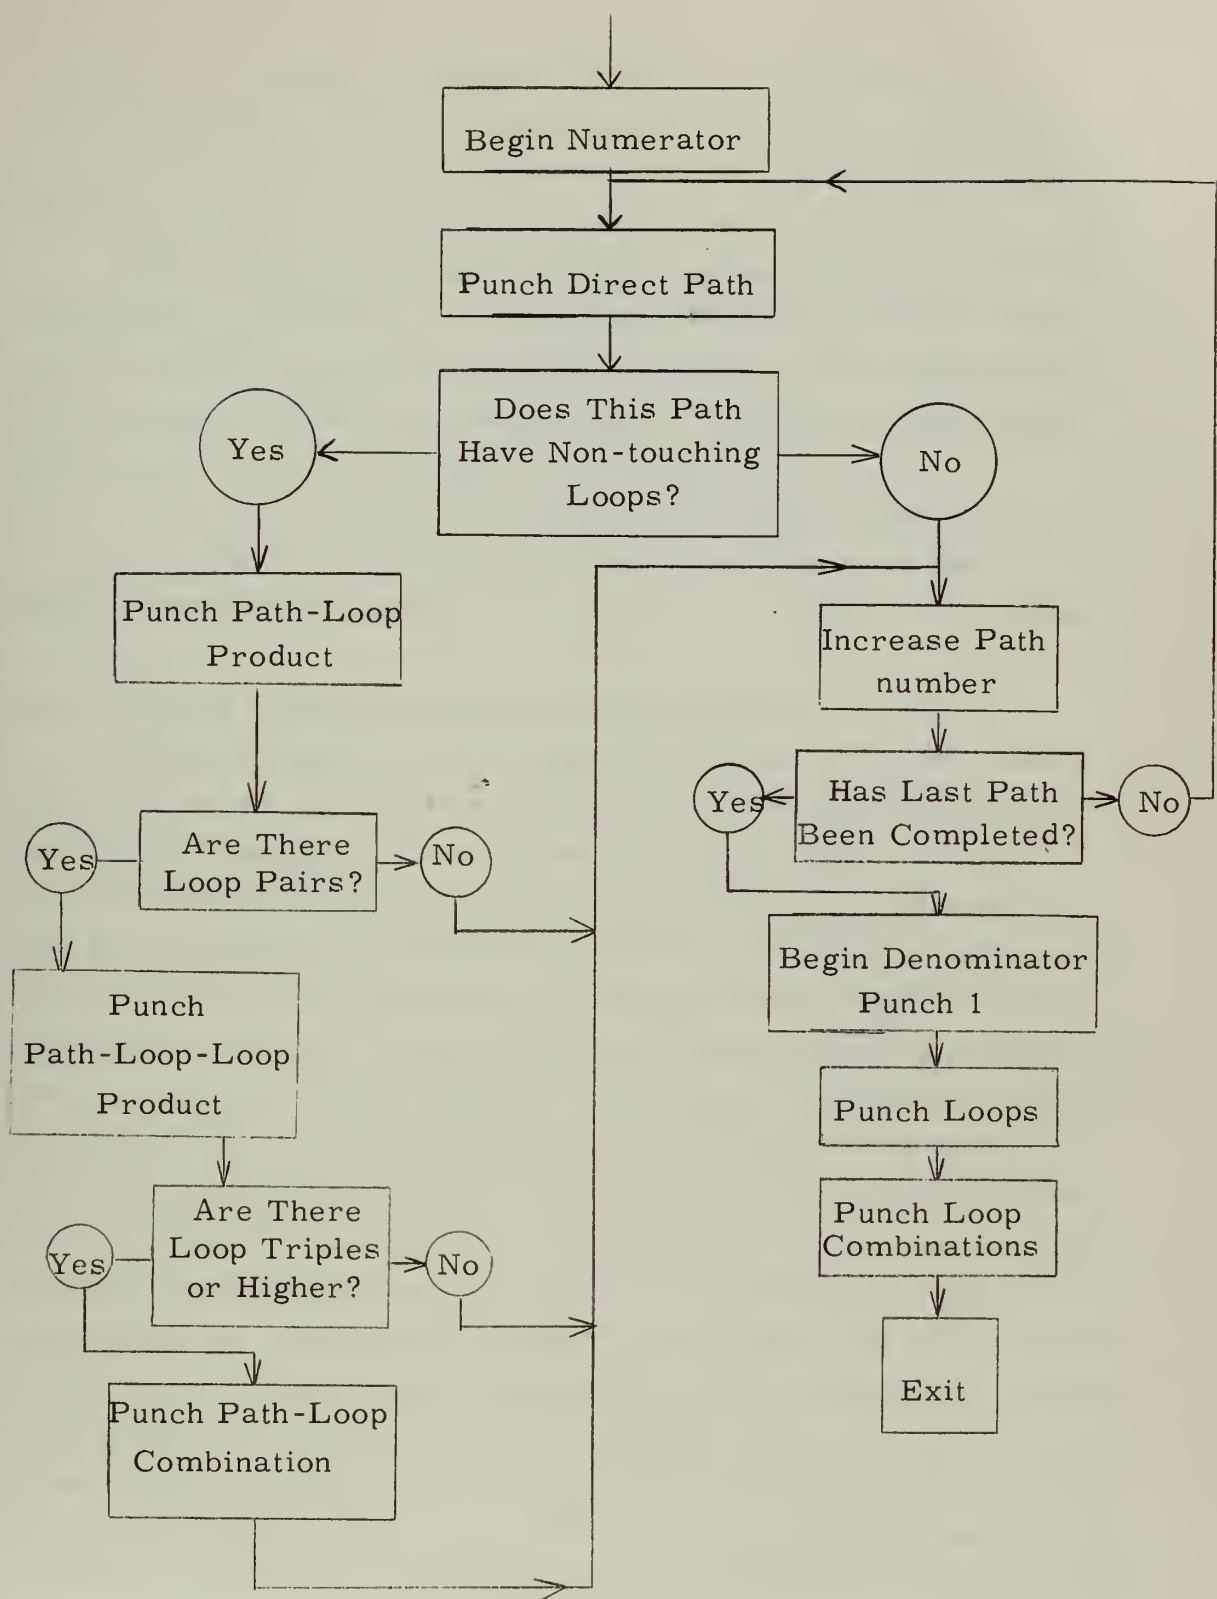 Begin Numerator
Punch Direct Path
Does This Path
Have Non-touching
Loops?
Yes
No
Punch Path-Loop
Product
Increase Path
number
Are There
Loop Pairs?
Yes
No
Has Last Path
Been Completed?
Yes
No
Punch
Path-Loop-Loop
Product
Begin Denominator
Punch 1
Punch Loops
Are There
Loop Triples
or Higher?
Yes
No
Punch Loop
Combinations
Punch Path-Loop
Combination
Exit